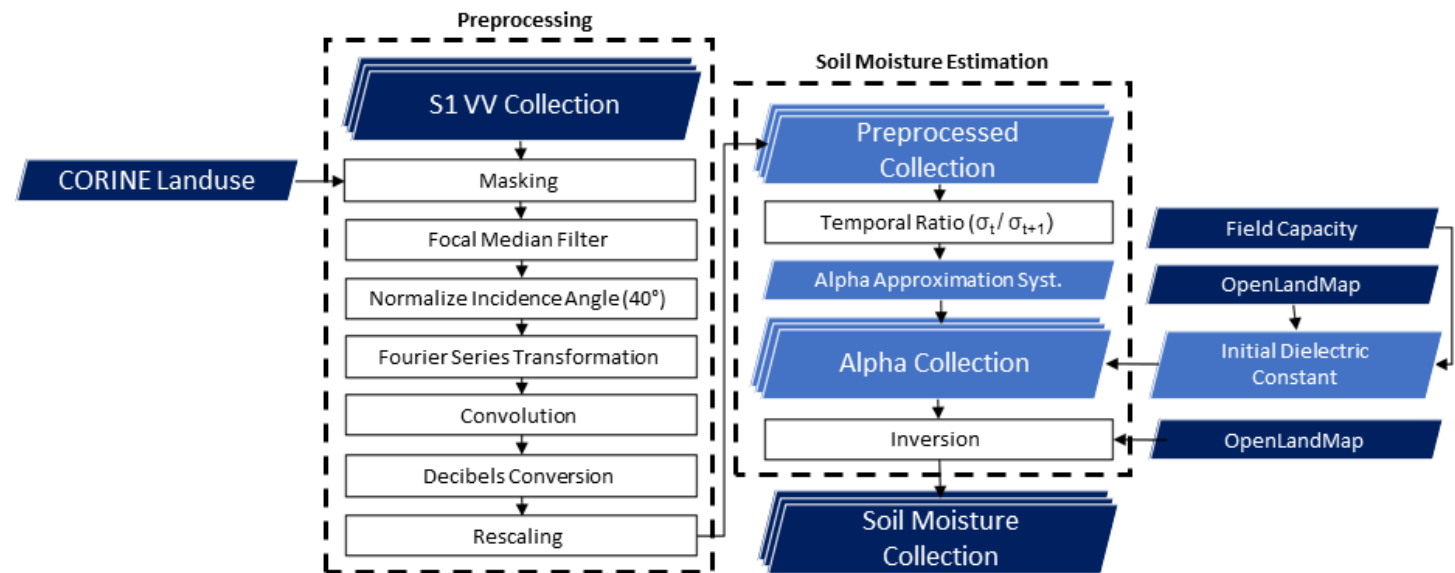 Preprocessing
S1 VV Collection
CORINE Landuse
Masking
Focal Median Filter
Normalize Incidence Angle (40°)
Fourier Series Transformation
Convolution
Decibels Conversion
Rescaling
Soil Moisture Estimation
Preprocessed
Collection
Temporal Ratio (σt / σt+1)
Alpha Approximation Syst.
Alpha Collection
Inversion
Field Capacity
OpenLandMap
Initial Dielectric
Constant
OpenLandMap
Soil Moisture
Collection